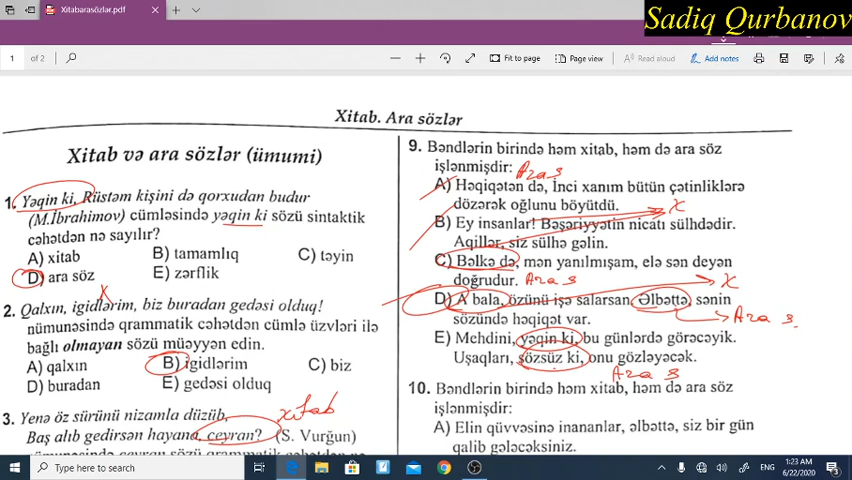 Sadiq Qurbanov
Xitabarasözlər.pdf
1
of 2
Fit to page
Page view
Read aloud
Add notes
Xitab. Ara sözlər
Xitab və ara sözlər (ümumi)
1. Yəqin ki, Rüstəm kişini də qorxudan budur
(M.İbrahimov) cümləsində yəqin ki sözü sintaktik
cəhətdən nə sayılır?
A) xitab
B) tamamlıq
C) təyin
D) ara söz
E) zərflik
X
2. Qalxın, igidlərim, biz buradan gedəsi olduq!
nümunəsində qrammatik cəhətdən cümlə üzvləri ilə
bağlı olmayan sözü müəyyən edin.
A) qalxın
B) igidlərim
C) biz
D) buradan
E) gedəsi olduq
3. Yenə öz sürünü nizamla düzüb,
xitab
Baş alıb gedirsən hayana, ceyran? (S. Vurğun)
9. Bəndlərin birində həm xitab, həm də ara söz
işlənmişdir:
Ara s
A) Həqiqətən də, İnci xanım bütün çətinliklərə
dözərək oğlunu böyütdü.
X
B) Ey insanlar! Bəşəriyyətin nicatı sülhdədir.
Aqillər, siz sülhə gəlin.
C) Bəlkə də, mən yanılmışam, elə sən deyən
doğrudur.
Ara s
X
D) A bala, özünü işə salarsan. Əlbəttə, sənin
sözündə həqiqət var.
Ara s.
E) Mehdini, yəqin ki, bu günlərdə görəcəyik.
Uşaqları, sözsüz ki, onu gözləyəcək.
Ara s
10. Bəndlərin birində həm xitab, həm də ara söz
işlənmişdir:
A) Elin qüvvəsinə inananlar, əlbəttə, siz bir gün
qalib gələcəksiniz.
Type here to search
ENG
1:23 AM
6/22/2020